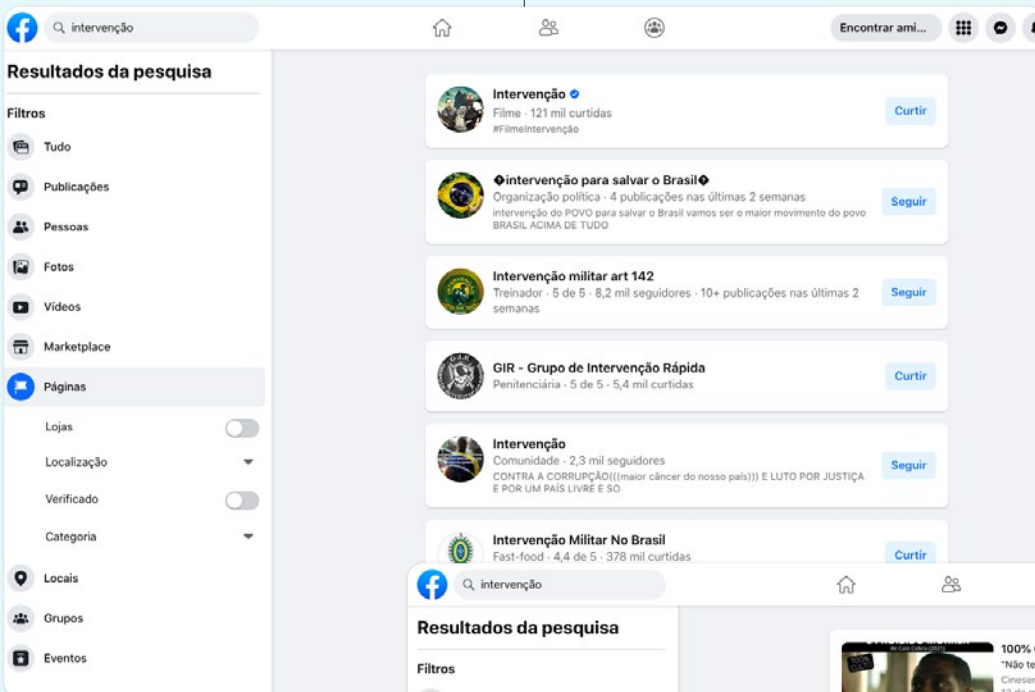 intervenção
Encontrar ami...
Resultados da pesquisa
Filtros
Tudo
Publicações
Pessoas
Fotos
Vídeos
Marketplace
Páginas
Lojas
Localização
Verificado
Categoria
Locais
Grupos
Eventos
Intervenção
Filme · 121 mil curtidas
#FilmeIntervenção
Curtir
�intervenção para salvar o Brasil�
Organização política · 4 publicações nas últimas 2 semanas
intervenção do POVO para salvar o Brasil vamos ser o maior movimento do povo
BRASIL ACIMA DE TUDO
Seguir
Intervenção militar art 142
Treinador · 5 de 5 · 8,2 mil seguidores · 10+ publicações nas últimas 2
semanas
Seguir
GIR - Grupo de Intervenção Rápida
Penitenciária · 5 de 5 · 5,4 mil curtidas
Curtir
Intervenção
Comunidade · 2,3 mil seguidores
CONTRA A CORRUPÇÃO(((maior câncer do nosso país))) E LUTO POR JUSTIÇA
E POR UM PAÍS LIVRE E SO
Seguir
Intervenção Militar No Brasil
Fast-food · 4,4 de 5 · 378 mil curtidas
Curtir
intervenção
Resultados da pesquisa
Filtros
de Caio Cobra (2021)
100%
"Não te